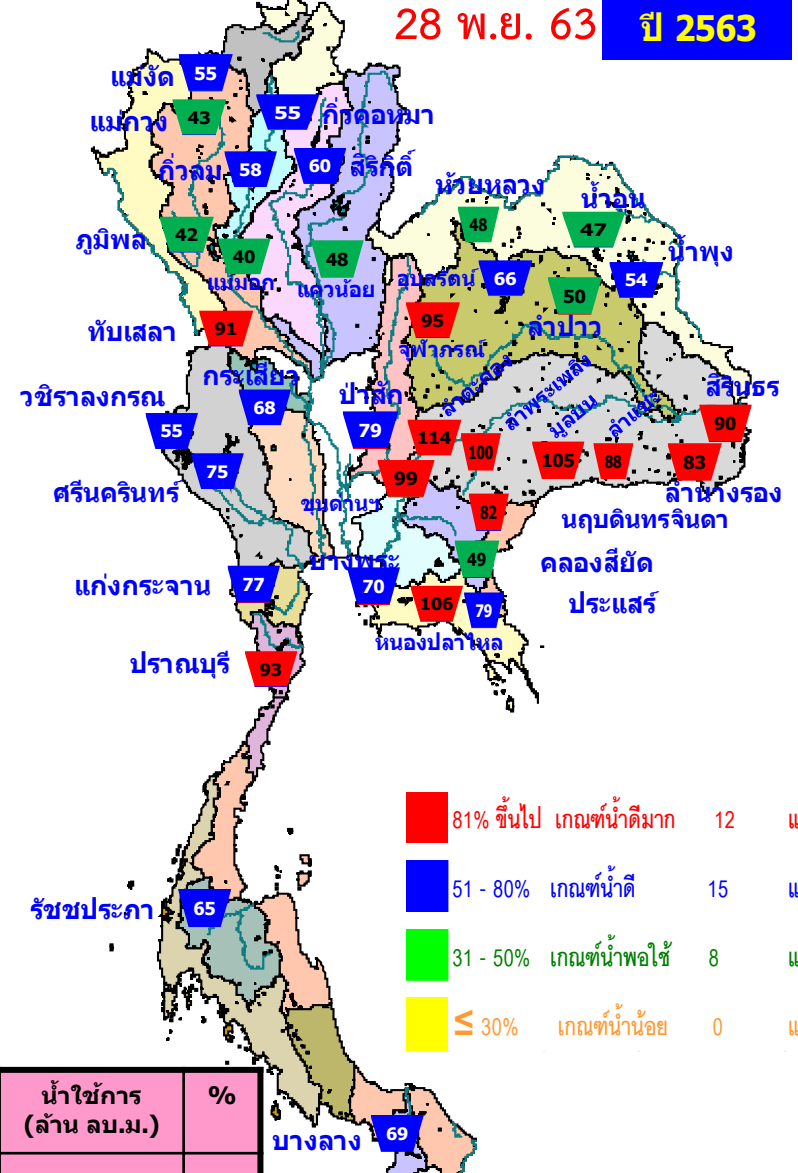 28 พ.ย. 63
ปี 2563
แม่งัด
55
แม่กวง
43
55
กิ่วคอหมา
กิ่วลม
58
60
สิริกิติ์
ห้วยหลวง
48
น้ำอูน
47
ภูมิพล
42
40
แม่มอก
48
แควน้อย
อุบลรัตน์
66
น้ำพุง
54
50
ลำปาว
ทับเสลา
91
95
จุฬาภรณ์
กระเสียว
68
ป่าสัก
79
ลำตะคอง
ลำพระเพลิง
มูลบน
ลำแชะ
สิรินธร
90
วชิราลงกรณ
55
75
ศรีนครินทร์
114
100
105
88
83
ลำนางรอง
99
ขุนด่านฯ
82
นฤบดินทรจินดา
บางพระ
49
คลองสียัด
แก่งกระจาน
77
70
106
79
ประแสร์
หนองปลาไหล
ปราณบุรี
93
81% ขึ้นไป เกณฑ์น้ำดีมาก 12 แ
51 - 80% เกณฑ์น้ำดี 15 แ
31 - 50% เกณฑ์น้ำพอใช้ 8 แ
≤ 30% เกณฑ์น้ำน้อย 0 แ
รัชชประภา
65
น้ำใช้การ
(ล้าน ลบ.ม.)
%
บางลาง
69